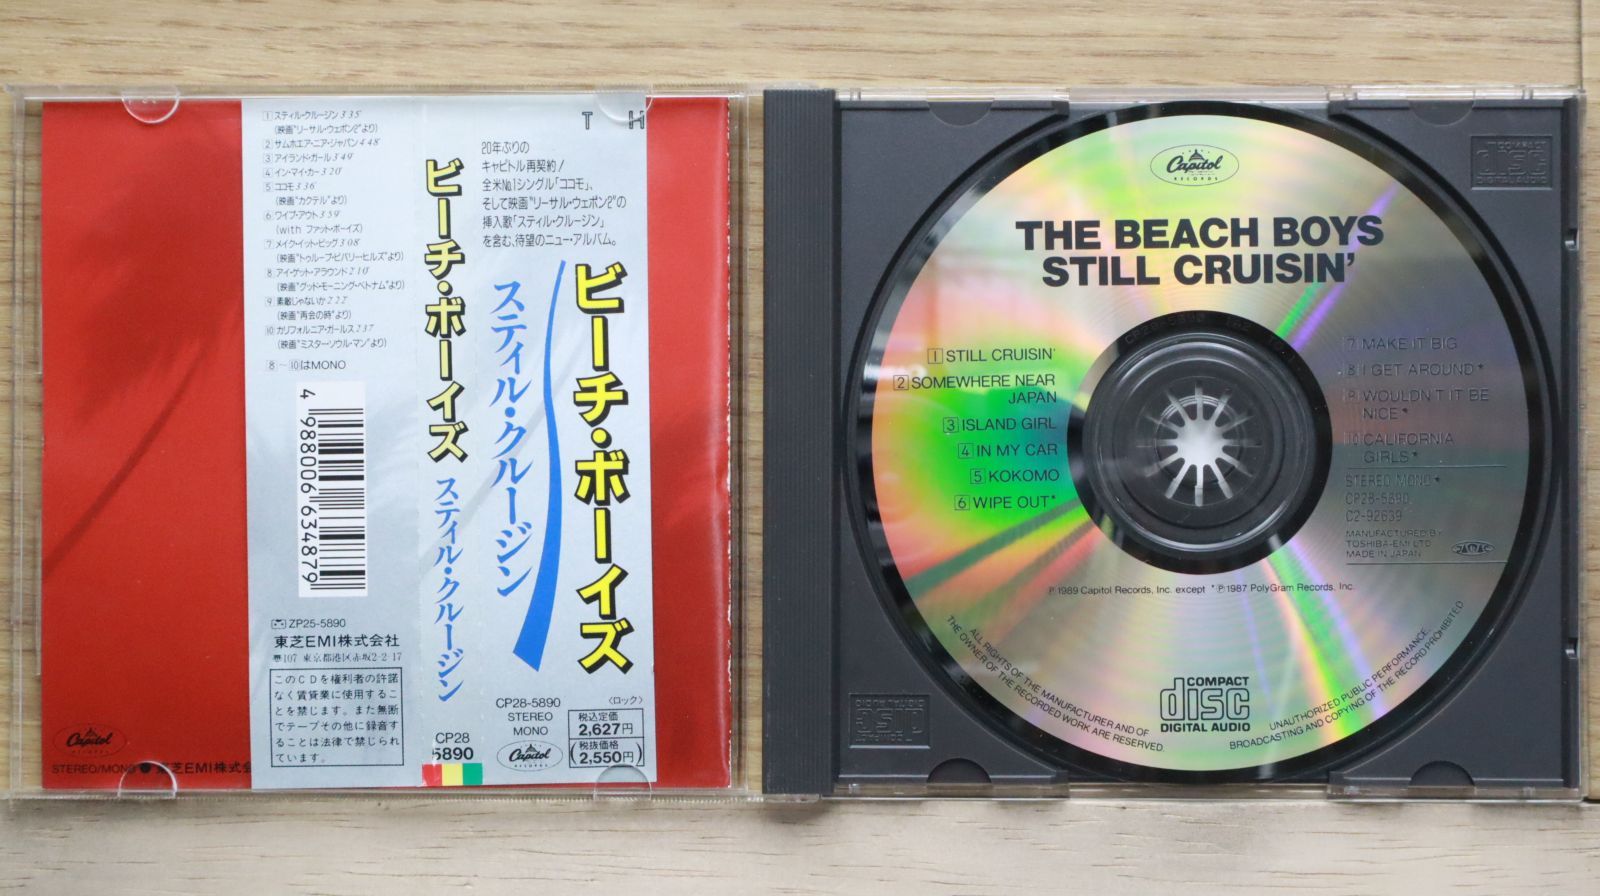 1 スティル・クルージン 3'35"
(映画"リーサル・ウェポン2"より)
2 サムホエア・ニア・ジャパン 4'48"
3 アイランド・ガール 3'49"
4 イン・マイ・カー 3'20"
5 ココモ 3'36"
(映画"カクテル"より)
6 ワイプ・アウト 3'59"
(with ファット・ボーイズ)
7 メイク・イット・ビッグ 3'08"
(映画"トゥループ・ビバリー・ヒルズ"より)
8 アイ・ゲット・アラウンド 2'10"
(映画"グッド・モーニング・ベトナム"より)
9 素敵じゃないか 2'22"
(映画"再会の時"より)
10 カリフォルニア・ガールス 2'37"
(映画"ミスター・ソウル・マン"より)
8~10はMONO
4 988006 634879
ZP25-5890
東芝EMI株式会社
〒107 東京都港区赤坂2-2-17
このCDを権利者の許諾
なく賃貸業に使用するこ
とを禁じます。また無断
でテープその他に録音す
ることは法律で禁じられ
ています。
Capitol
RECORDS
STEREO/MONO ● 東芝EMI株式会
ビーチ・ボーイズ
スティル・クルージン
CP28
5890
T H
20年ぶりの
キャピトル再契約!
全米No.1シングル「ココモ」、
そして映画"リーサル・ウェポン2"の
挿入歌「スティル・クルージン」
を含む、待望のニュー・アルバム。
ビーチ・ボーイズ
スティル・クルージン
CP28-5890
〈ロック〉
STEREO
MONO
Capitol
RECORDS
税込定価
2,627円
(税抜価格
2,550円)
Capitol
RECORDS
THE BEACH BOYS
STILL CRUISIN'
1 STILL CRUISIN'
2 SOMEWHERE NEAR
JAPAN
3 ISLAND GIRL
4 IN MY CAR
5 KOKOMO
6 WIPE OUT*
7 MAKE IT BIG
8 I GET AROUND*
9 WOULDN'T IT BE
NICE*
10 CALIFORNIA
GIRLS*
STEREO MONO*
CP28-5890
C2-92639
MANUFACTURED BY
TOSHIBA-EMI LTD
MADE IN JAPAN
℗1989 Capitol Records, Inc. except *℗1987 PolyGram Records, Inc.
ALL RIGHTS OF THE MANUFACTURER AND OF
THE OWNER OF THE RECORDED WORK ARE RESERVED.
COMPACT
disc
DIGITAL AUDIO
UNAUTHORIZED PUBLIC PERFORMANCE,
BROADCASTING AND COPYING OF THE RECORD PROHIBITED
COMPACT
disc
DIGITAL AUDIO